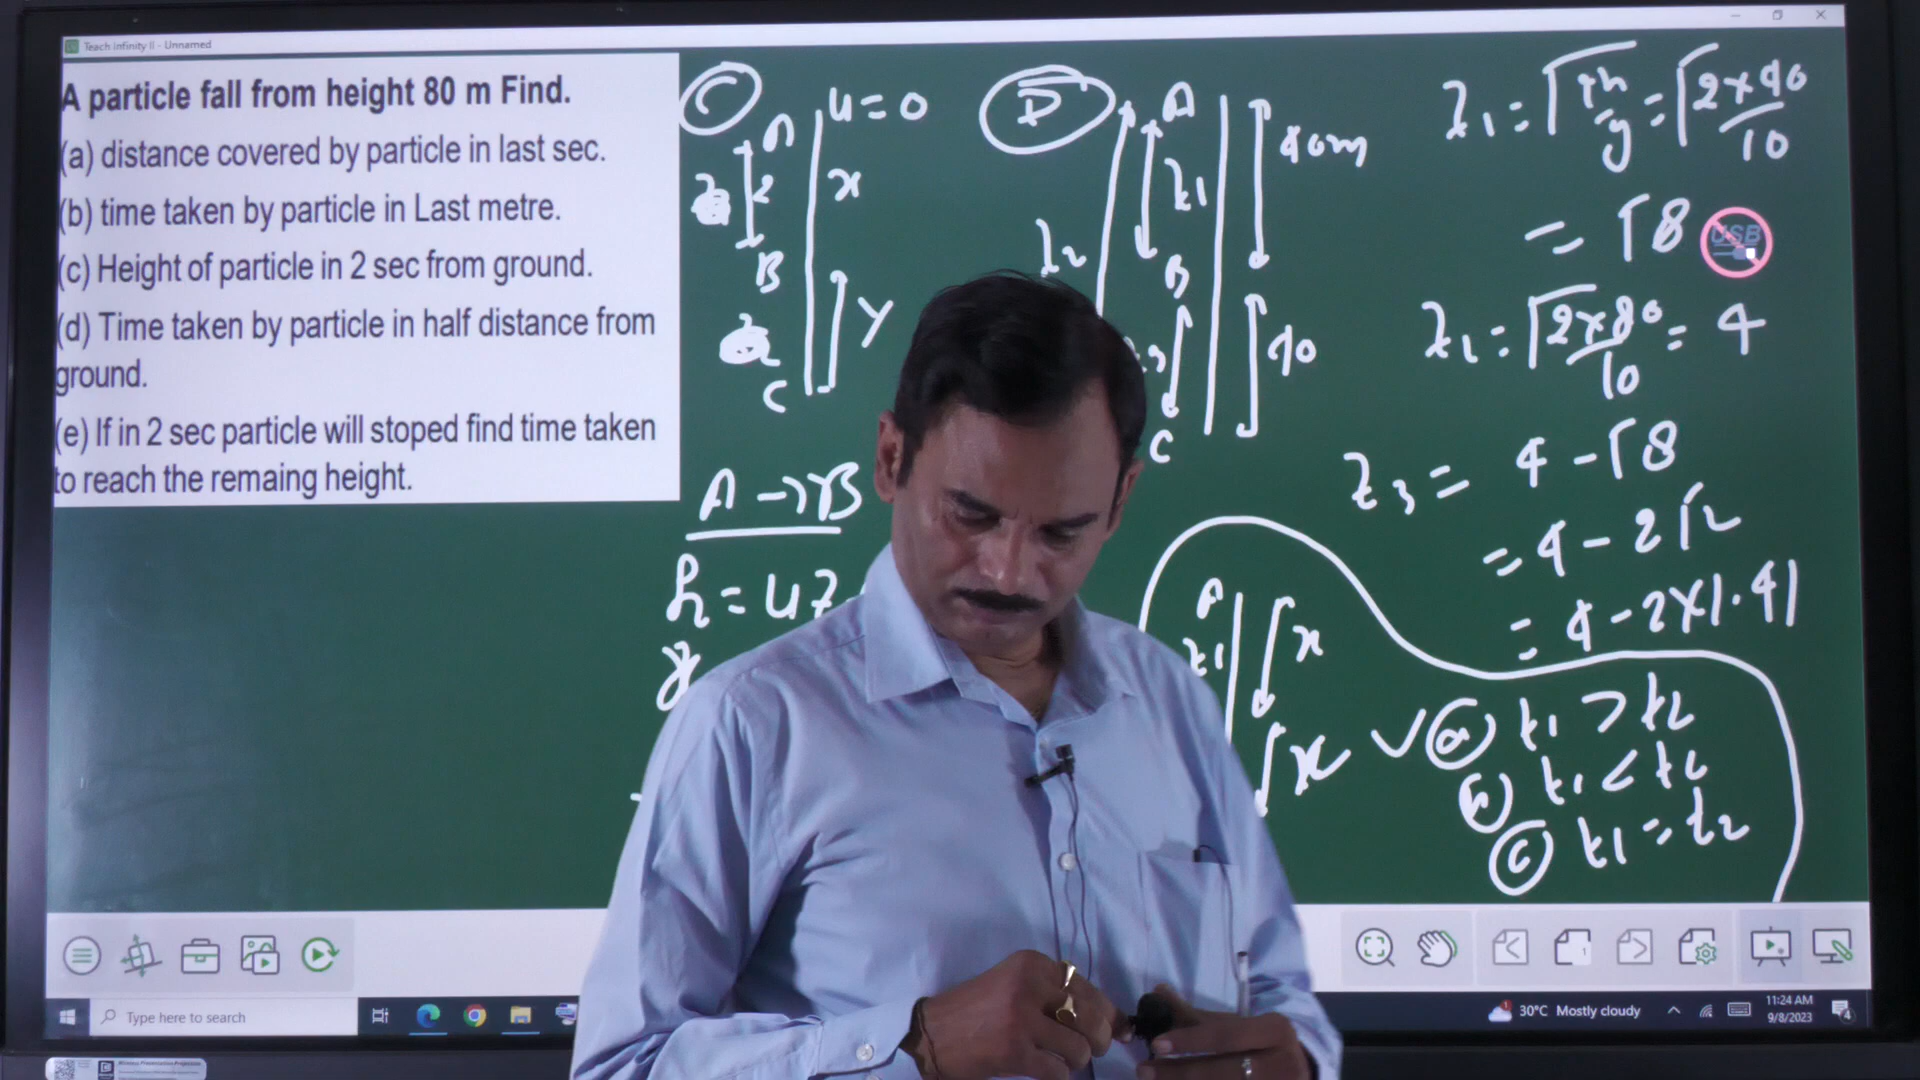 Teach Infinity II - Unnamed
A particle fall from height 80 m Find.
(a) distance covered by particle in last sec.
(b) time taken by particle in Last metre.
(c) Height of particle in 2 sec from ground.
(d) Time taken by particle in half distance from
ground.
(e) If in 2 sec particle will stoped find time taken
to reach the remaing height.
C
A
u=0
2
x
B
Y
C
A→B
h=ut
D
A
t1
40m
t2
B
40
C
t1=√2h/g=√2×40/10
=√8
USB
=√2×80/10=4
t3=4-√8
=4-2√2
=4-2×1.41
A
t1
x
x
(a) t1>t2
(b) t1<t2
(c) t1=t2
1
Type here to search
30°C Mostly cloudy
11:24 AM
9/8/2023
4